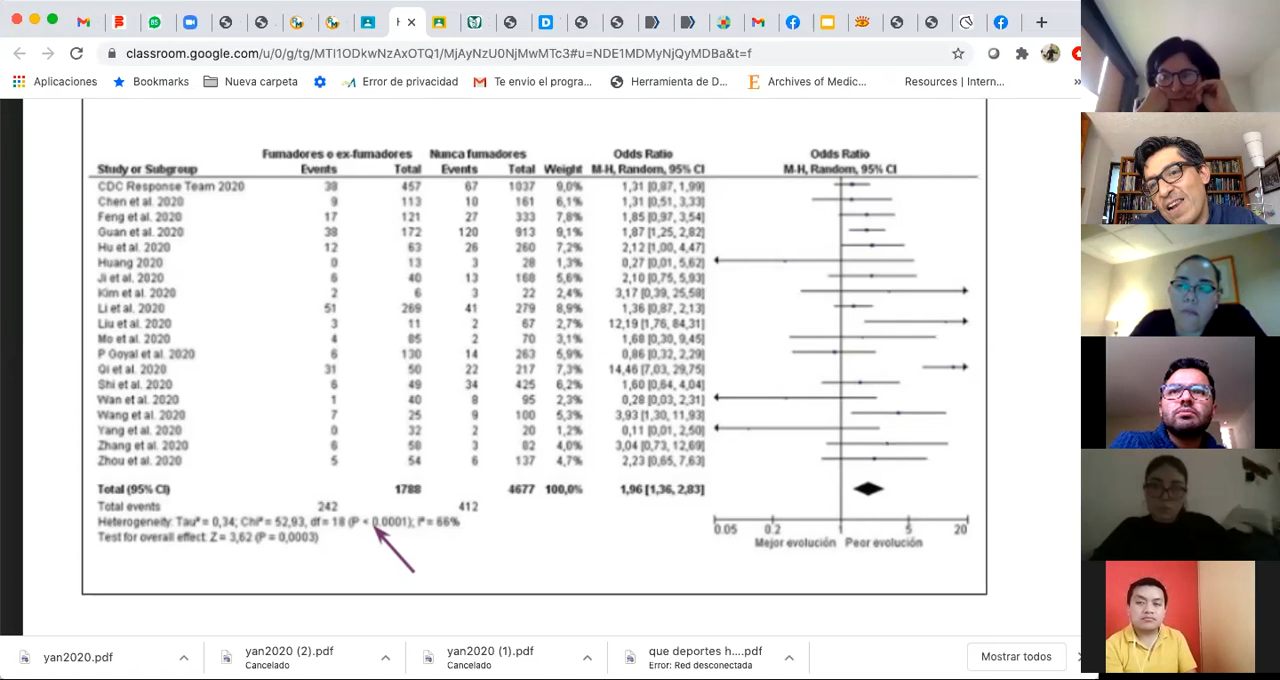 classroom.google.com/u/0/g/tg/MTI1ODkwNzAxOTQ1/MjAyNzU0NjMwMTc3#u=NDE1MDMyNjQyMDBa&t=f
Aplicaciones Bookmarks Nueva carpeta Error de privacidad Te envio el progra... Herramienta de D... Archives of Medic... Resources | Intern... »
Fumadores o ex-fumadores Nunca fumadores Odds Ratio Odds Ratio
Study or Subgroup Events Total Events Total Weight M-H, Random, 95% CI M-H, Random, 95% CI
CDC Response Team 2020 38 457 67 1037 9,0% 1,31 [0,87, 1,99]
Chen et al. 2020 9 113 10 161 6,1% 1,31 [0,51, 3,33]
Feng et al. 2020 17 121 27 333 7,8% 1,85 [0,97, 3,54]
Guan et al. 2020 38 172 120 913 9,1% 1,87 [1,25, 2,82]
Hu et al. 2020 12 63 26 260 7,2% 2,12 [1,00, 4,47]
Huang 2020 0 13 3 28 1,3% 0,27 [0,01, 5,62]
Ji et al. 2020 6 40 13 168 5,6% 2,10 [0,75, 5,93]
Kim et al. 2020 2 6 3 22 2,4% 3,17 [0,39, 25,58]
Li et al. 2020 51 269 41 279 8,9% 1,36 [0,87, 2,13]
Liu et al. 2020 3 11 2 67 2,7% 12,19 [1,76, 84,31]
Mo et al. 2020 4 85 2 70 3,1% 1,68 [0,30, 9,45]
P Goyal et al. 2020 6 130 14 263 5,9% 0,86 [0,32, 2,29]
Qi et al. 2020 31 50 22 217 7,3% 14,46 [7,03, 29,75]
Shi et al. 2020 6 49 34 425 6,2% 1,60 [0,64, 4,04]
Wan et al. 2020 1 40 8 95 2,3% 0,28 [0,03, 2,31]
Wang et al. 2020 7 25 9 100 5,3% 3,93 [1,30, 11,93]
Yang et al. 2020 0 32 2 20 1,2% 0,11 [0,01, 2,50]
Zhang et al. 2020 6 58 3 82 4,0% 3,04 [0,73, 12,69]
Zhou et al. 2020 5 54 6 137 4,7% 2,23 [0,65, 7,63]
Total (95% CI) 1788 4677 100,0% 1,96 [1,36, 2,83]
Total events 242 412
Heterogeneity: Tau² = 0,34; Chi² = 52,93, df = 18 (P < 0,0001); I² = 66%
Test for overall effect: Z = 3,62 (P = 0,0003)
0.05 0.2 1 5 20
Mejor evolución Peor evolución
yan2020.pdf
yan2020 (2).pdf
Cancelado
yan2020 (1).pdf
Cancelado
que deportes h....pdf
Error: Red desconectada
Mostrar todos